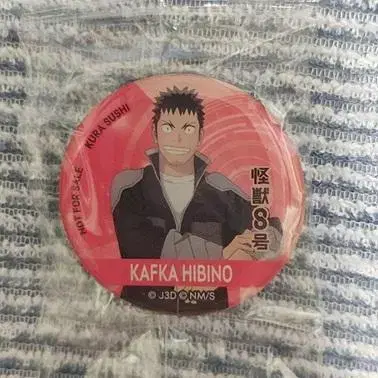 KURA SUSHI
NOT FOR SALE
怪獣8号
KAFKA HIBINO
© J3D © NM/S